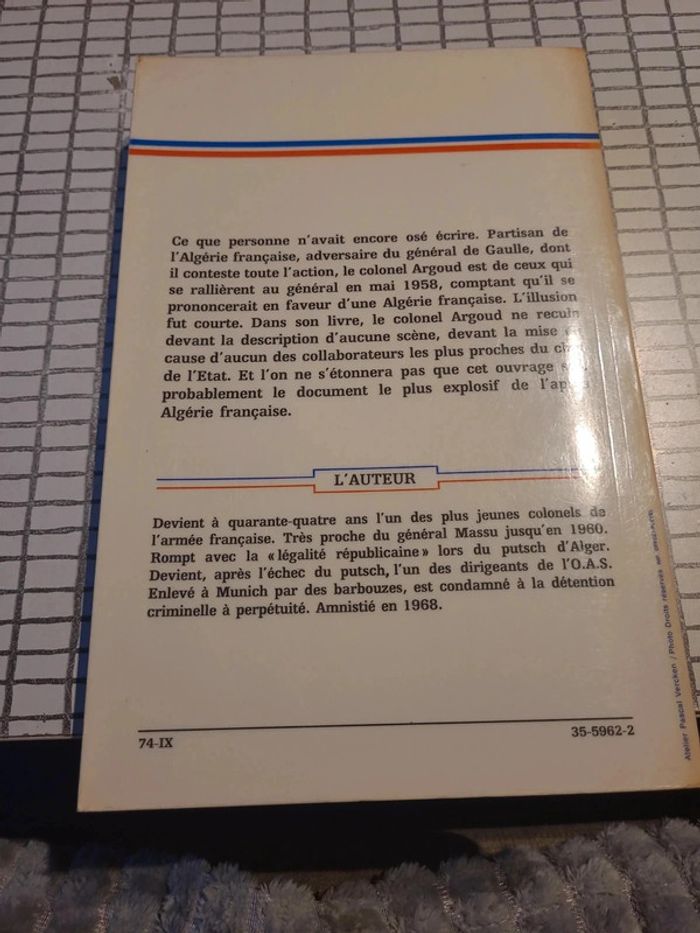 Ce que personne n'avait encore osé écrire. Partisan de
l'Algérie française, adversaire du général de Gaulle, dont
il conteste toute l'action, le colonel Argoud est de ceux qui
se rallièrent au général en mai 1958, comptant qu'il se
prononcerait en faveur d'une Algérie française. L'illusion
fut courte. Dans son livre, le colonel Argoud ne recule
devant la description d'aucune scène, devant la mise
cause d'aucun des collaborateurs les plus proches du
de l'Etat. Et l'on ne s'étonnera pas que cet ouvrage
probablement le document le plus explosif de
Algérie française.
L'AUTEUR
Devient à quarante-quatre ans l'un des plus jeunes colonels de
l'armée française. Très proche du général Massu jusqu'en 1960.
Rompt avec la « légalité républicaine » lors du putsch d'Alger.
Devient, après l'échec du putsch, l'un des dirigeants de l'O.A.S.
Enlevé à Munich par des barbouzes, est condamné à la détention
criminelle à perpétuité. Amnistié en 1968.
74-IX
35-5962-2
Atelier Pascal Vercken / Photo Droits réservés